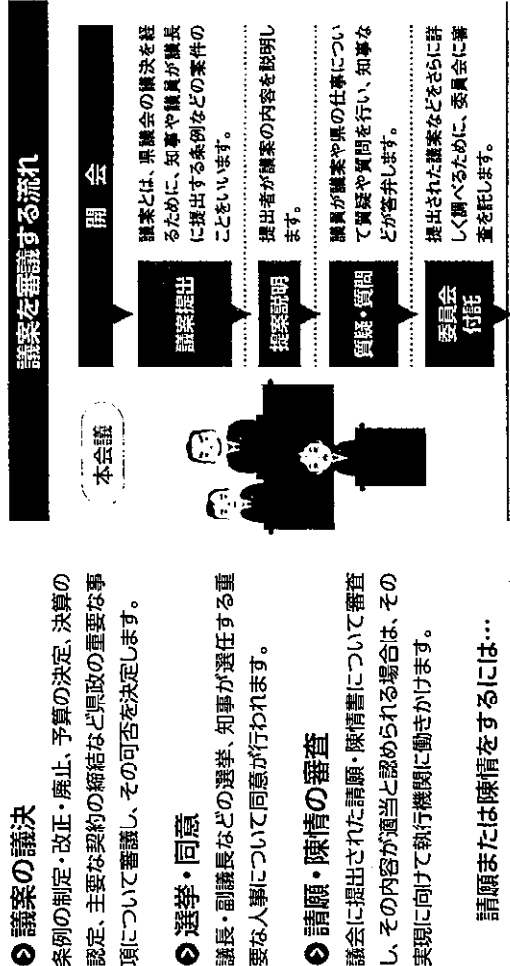 議案の議決
条例の制定・改正・廃止、予算の決定、決算の
認定、主要な契約の締結など県政の重要な事
項について審議し、その可否を決定します。
選挙・同意
議長・副議長などの選挙、知事が選任する重
要な人事について同意が行われます。
請願・陳情の審査
議会に提出された請願・陳情書について審査
し、その内容が適当と認められる場合は、その
実現に向けて執行機関に働きかけます。
請願または陳情をするには…
議案を審議する流れ
本会議
開会
議案提出
議案とは、県議会の議決を経
るために、知事や議員が議長
に提出する条例などの案件の
ことをいいます。
提案説明
提出者が議案の内容を説明し
ます。
質疑・質問
議員が議案や県の仕事につい
て質疑や質問を行い、知事な
どが答弁します。
委員会
付託
提出された議案などをさらに詳
しく調べるために、委員会に審
査を託します。